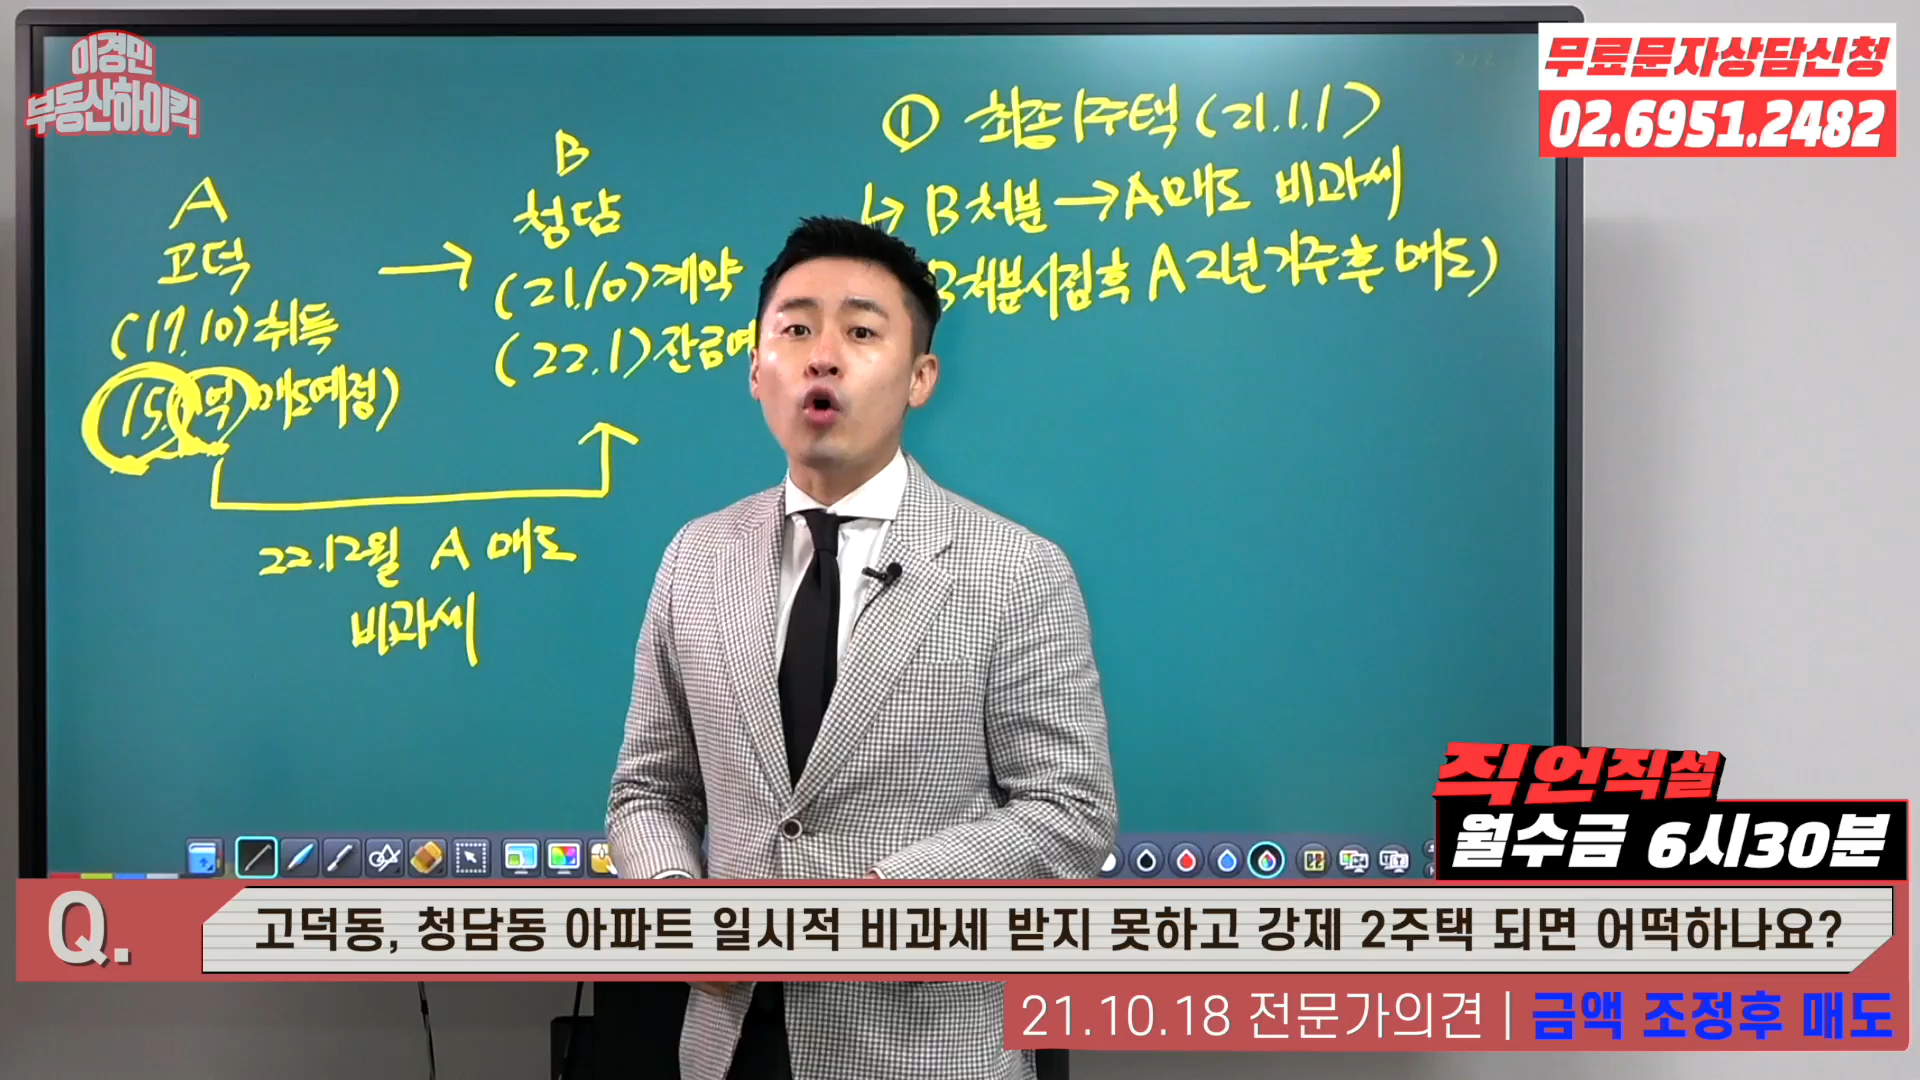 이경민
부동산하이킥
무료문자상담신청
02.6951.2482
A
고덕
(17.10)취득
매도예정)
B
청담
(21.10)계약
(22.1)잔금예
22.12월 A 매도
비과세
① 최종1주택(21.1.1)
B처분→A매도 비과세
B처분시점후 A 2년거주후 매도)
직언직설
월수금 6시30분
Q.
고덕동, 청담동 아파트 일시적 비과세 받지 못하고 강제 2주택 되면 어떡하나요?
21.10.18 전문가의견 | 금액 조정후 매도